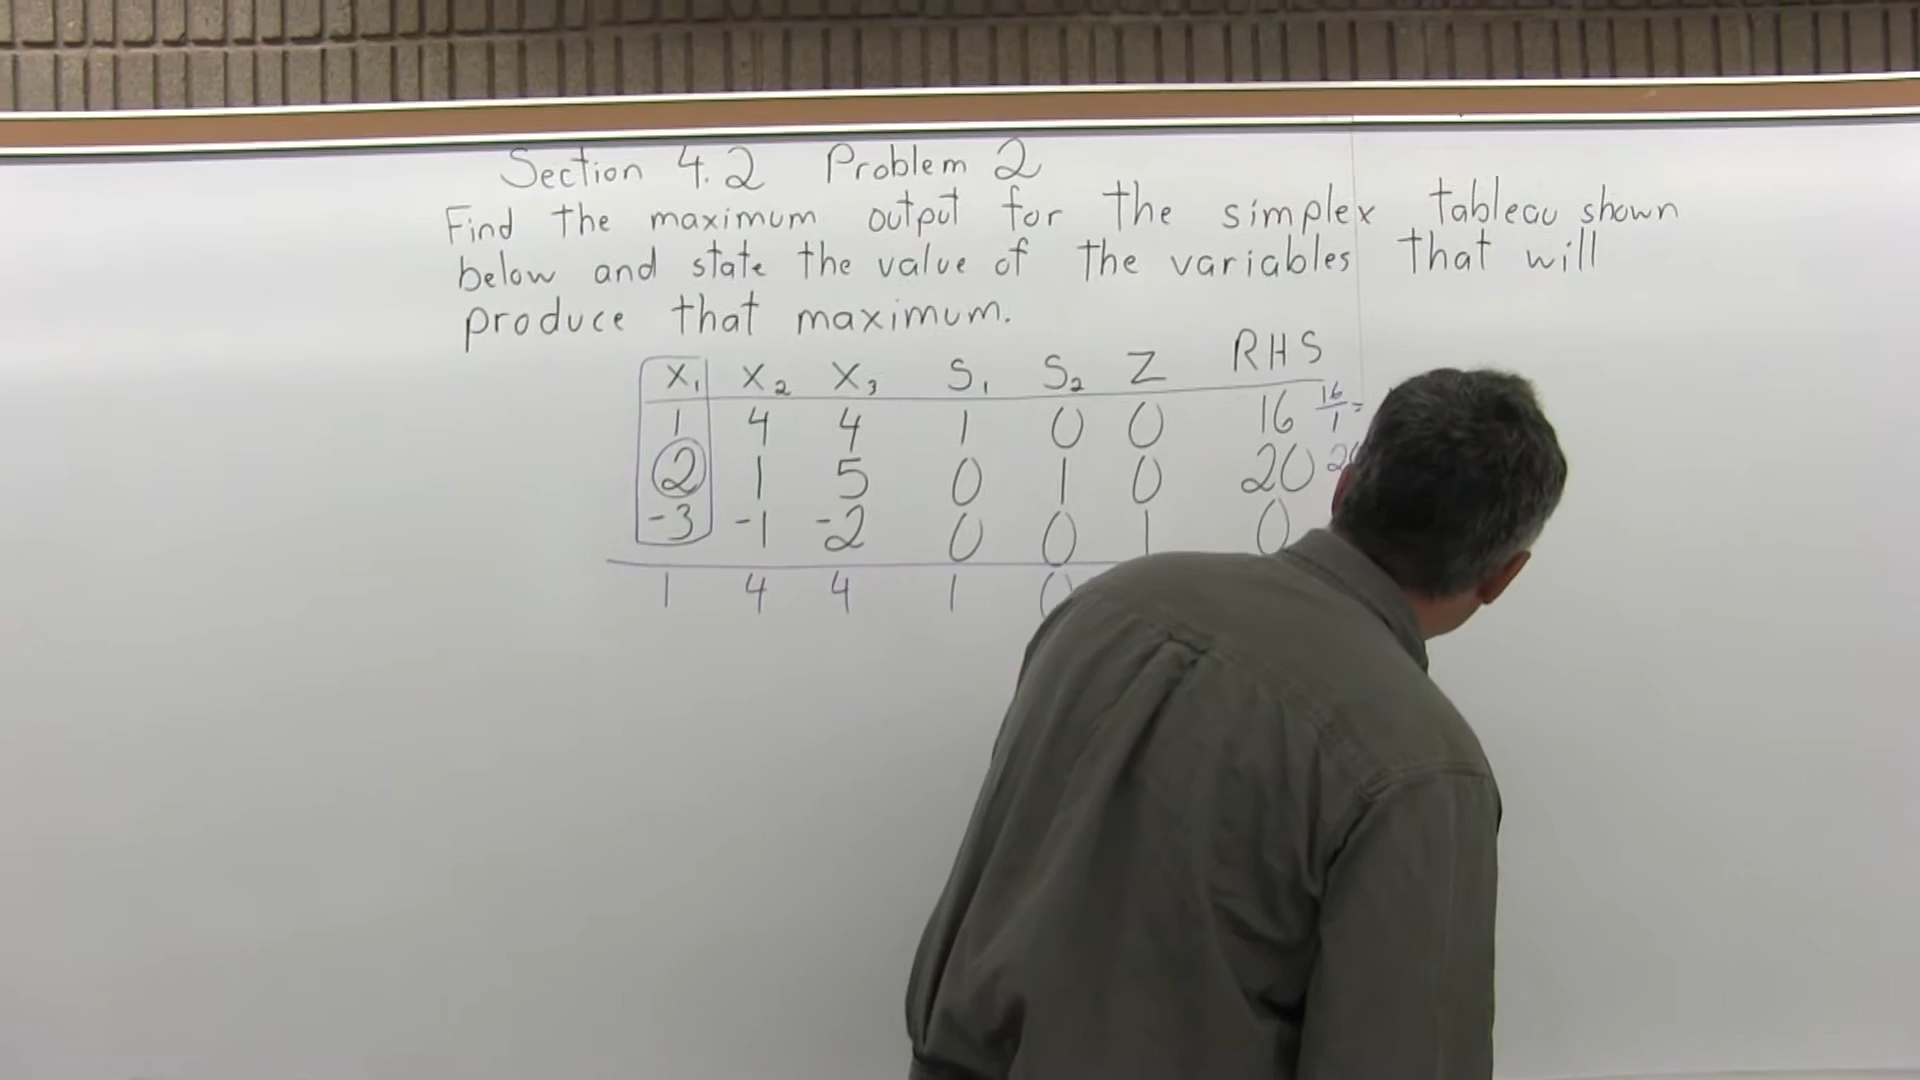 Section 4.2 Problem 2
Find the maximum output for the simplex tableau shown
below and state the value of the variables that will
produce that maximum.
X₁ X₂ X₃ S₁ S₂ Z RHS
1 4 4 1 0 0 16 16/1 =
2 1 5 0 1 0 20
-3 -1 -2 0 0 1 0
1 4 4 1 0